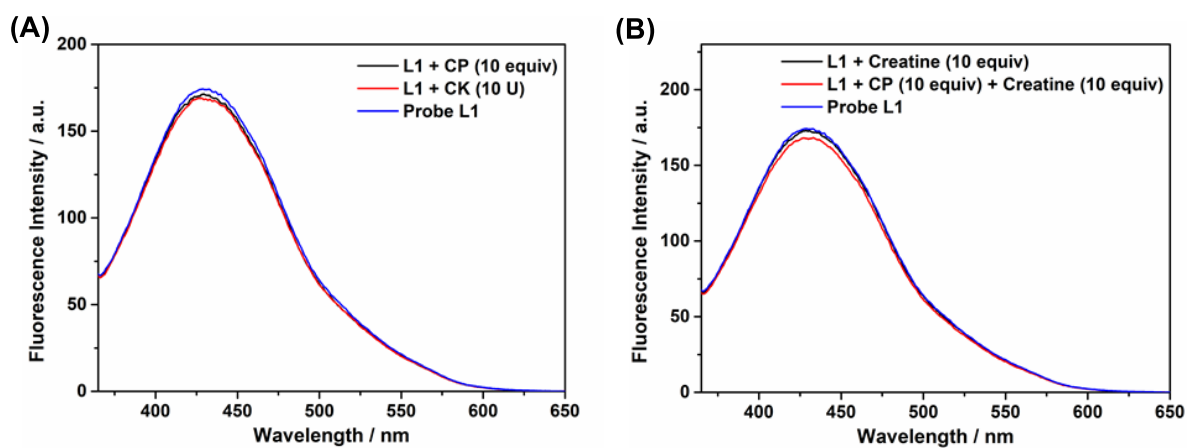 (A)
200
150
100
50
0
Fluorescence Intensity / a.u.
L1 + CP (10 equiv)
L1 + CK (10 U)
Probe L1
400 450 500 550 600 650
Wavelength / nm
(B)
200
150
100
50
0
Fluorescence Intensity / a.u.
L1 + Creatine (10 equiv)
L1 + CP (10 equiv) + Creatine (10 equiv)
Probe L1
400 450 500 550 600 650
Wavelength / nm